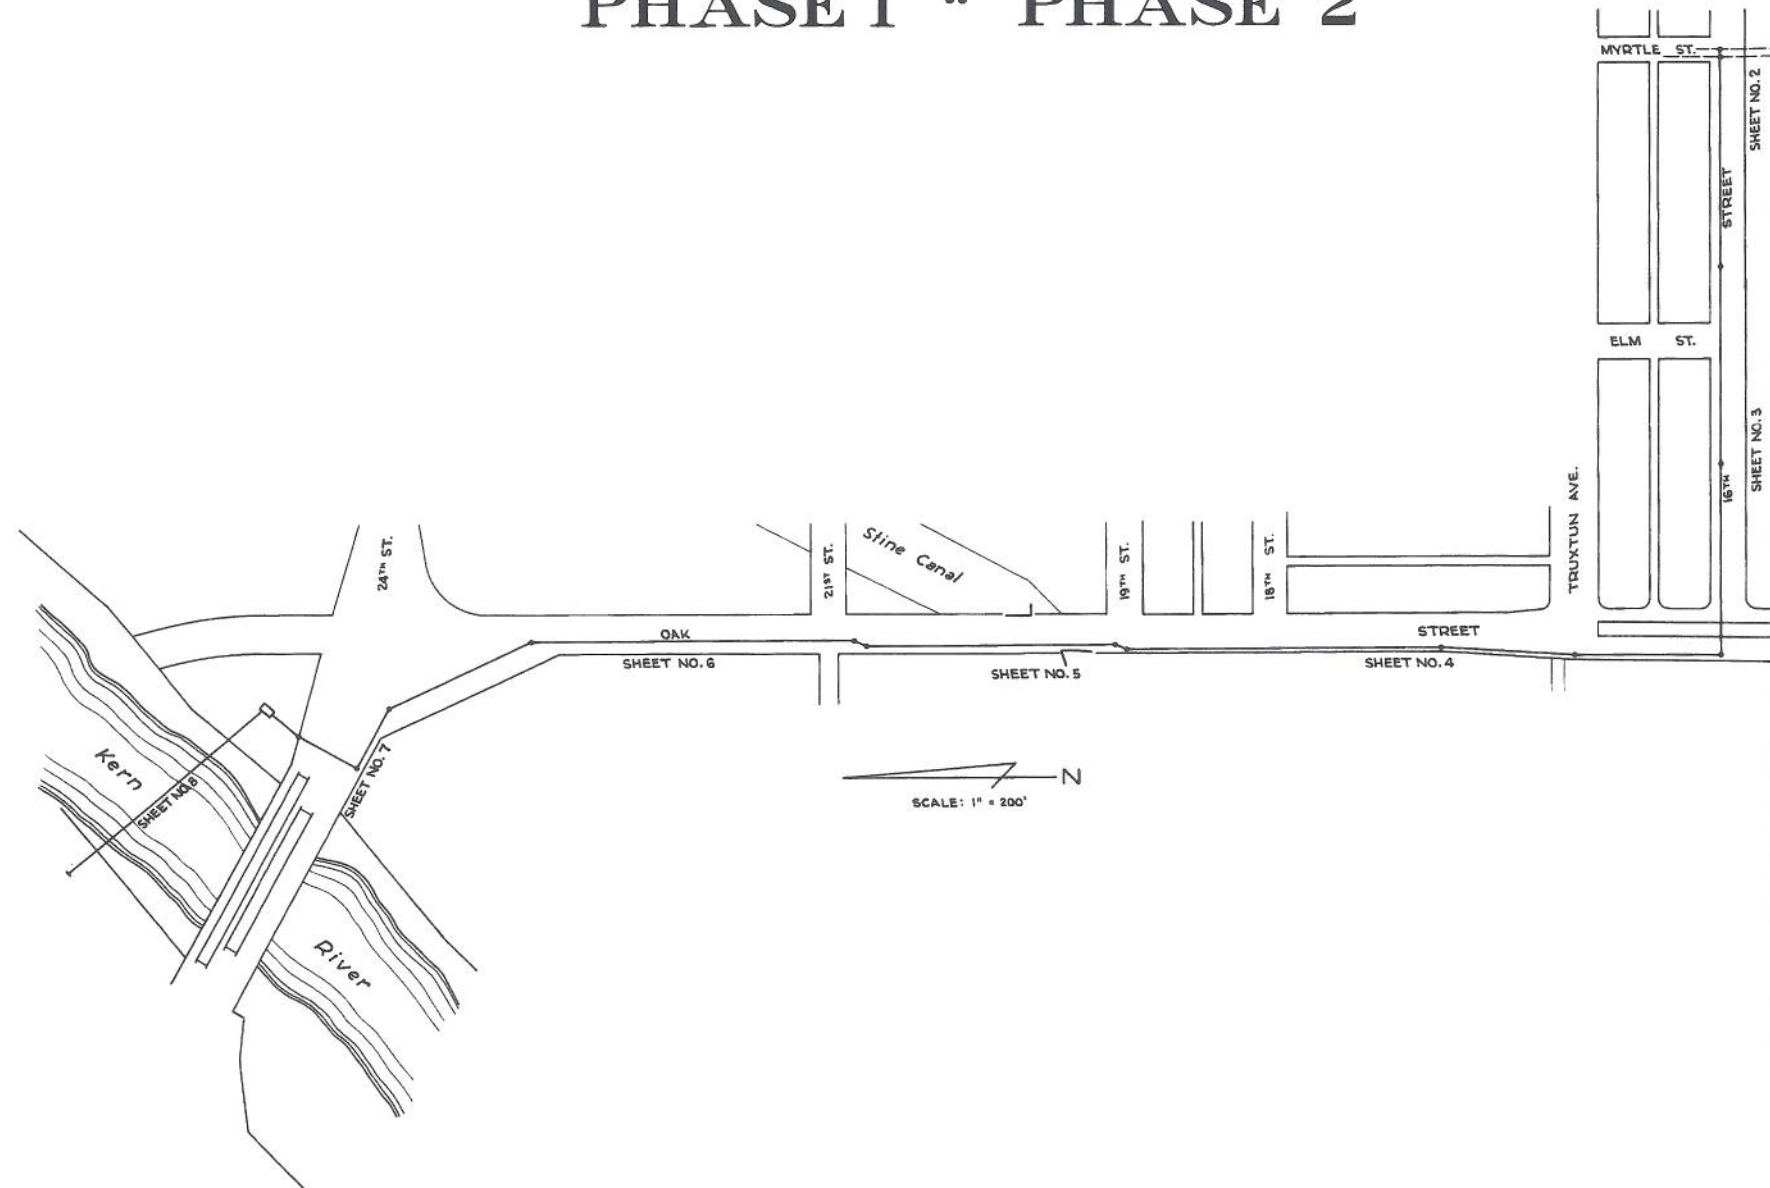 PHASE 1 & PHASE 2
MYRTLE ST.
SHEET NO. 2
STREET
ELM ST.
SHEET NO. 3
16TH
TRUXTUN AVE.
24TH ST.
21ST ST.
Stine Canal
19TH ST.
18TH ST.
OAK
STREET
SHEET NO. 6
SHEET NO. 5
SHEET NO. 4
SHEET NO. 7
Kern
SHEET NO. 8
N
SCALE: 1" = 200'
River